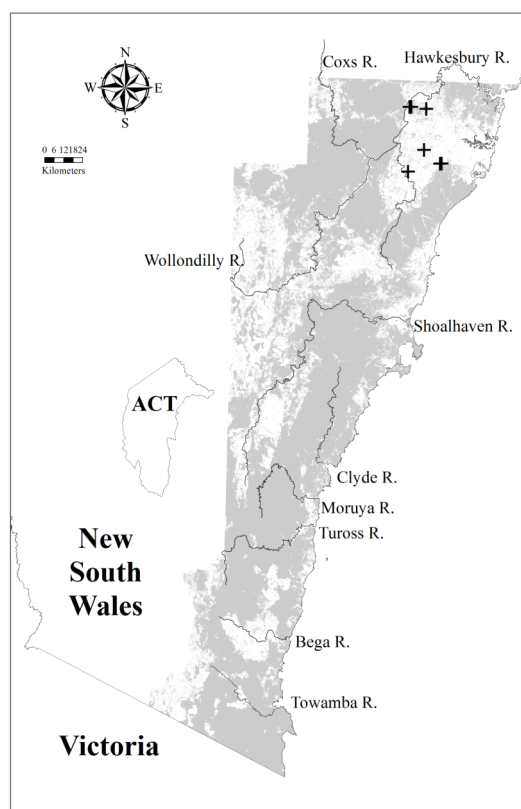 Coxs R.
Hawkesbury R.
N
W E
S
0 6 121824
Kilometers
Wollondilly R.
Shoalhaven R.
ACT
Clyde R.
Moruya R.
Tuross R.
New
South
Wales
Bega R.
Towamba R.
Victoria